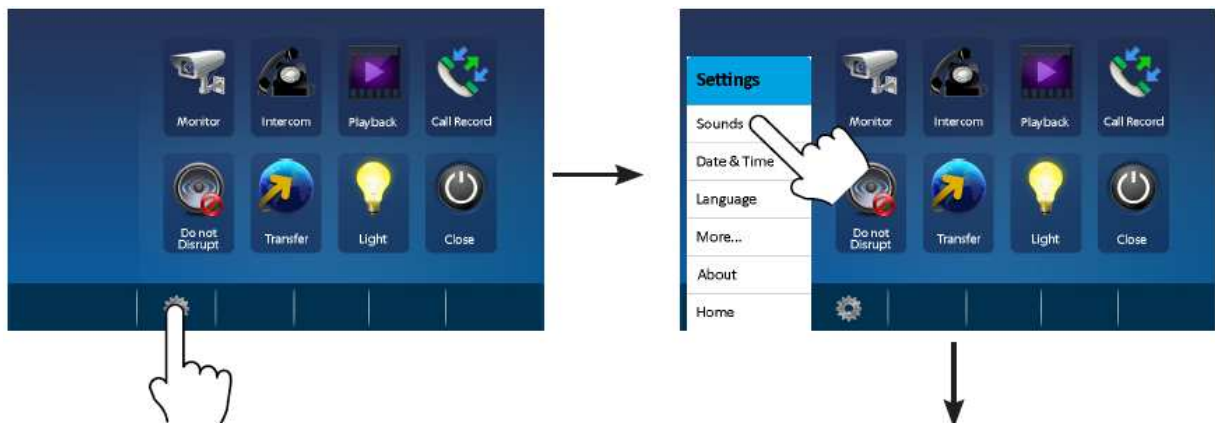 Monitor
Intercom
Playback
Call Record
Do not
Disrupt
Transfer
Light
Close
Settings
Sounds
Date & Time
Language
More...
About
Home
Monitor
Intercom
Playback
Call Record
Do not
Disrupt
Transfer
Light
Close